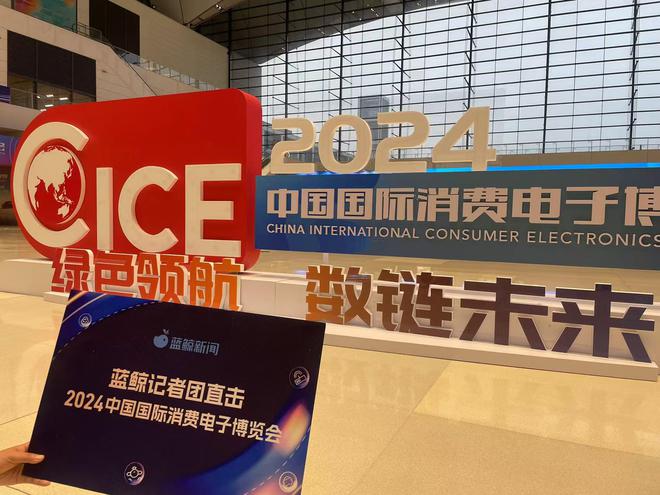 CICE
2024
中国国际消费电子博
CHINA INTERNATIONAL CONSUMER ELECTRONICS
绿色领航 数链未来
蓝鲸新闻
蓝鲸记者团直击
2024中国国际消费电子博览会